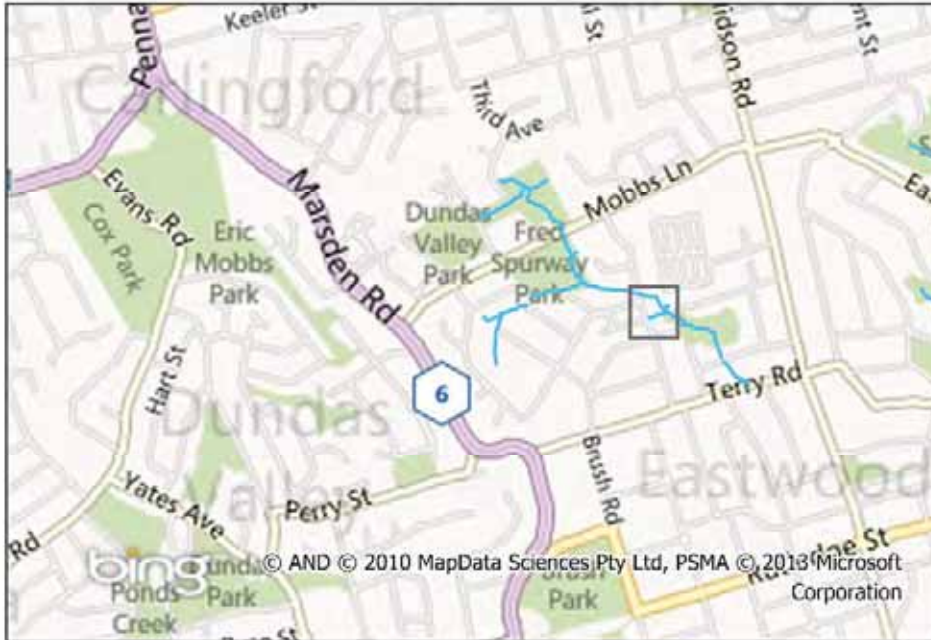 Keeler St
Penna
Carlingford
Third Ave
Mobbs Ln
Evans Rd
Cox Park
Eric
Mobbs
Park
Marsden Rd
Dundas
Valley
Park
Fred
Spurway
Park
Hart St
6
Terry Rd
Dundas
Valley
Brush Rd
Eastwood
Yates Ave
Perry St
Rd
bing
© AND © 2010 MapData Sciences Pty Ltd, PSMA © 2013 Microsoft
Corporation
Park
Ponds
Creek
Brush
Park